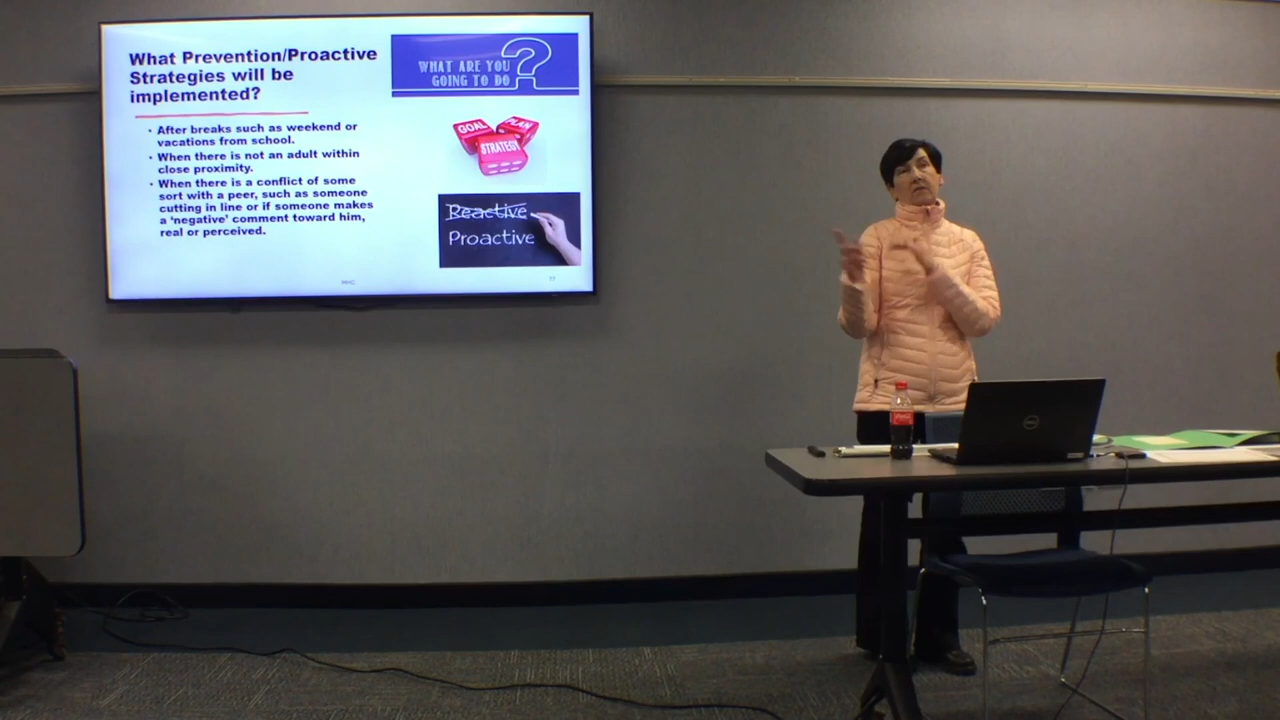 What Prevention/Proactive
Strategies will be
implemented?
• After breaks such as weekend or
vacations from school.
• When there is not an adult within
close proximity.
• When there is a conflict of some
sort with a peer, such as someone
cutting in line or if someone makes
a ‘negative’ comment toward him,
real or perceived.
WHAT ARE YOU
GOING TO DO ?
GOAL
PLAN
STRATEGY
Reactive
Proactive
DELL